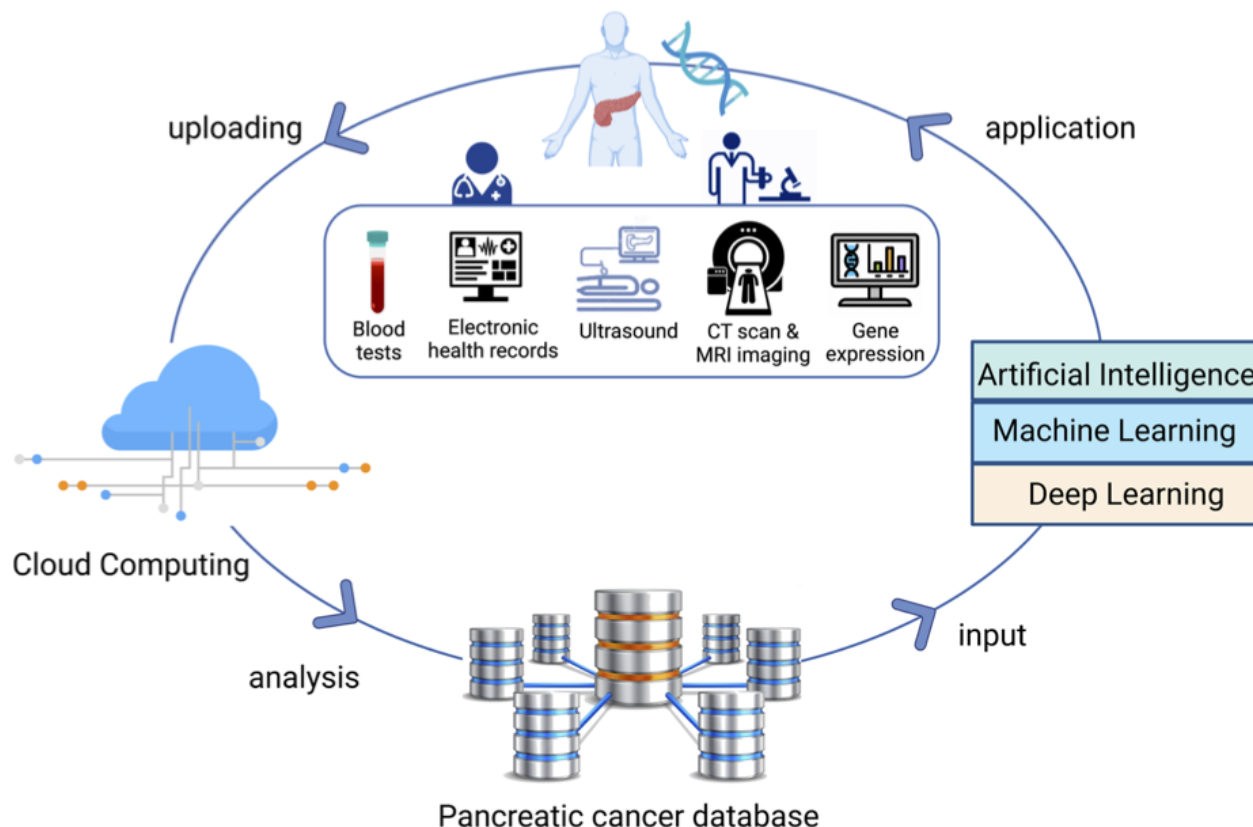 uploading
application
Blood
tests
Electronic
health records
Ultrasound
CT scan &
MRI imaging
Gene
expression
Artificial Intelligence
Machine Learning
Deep Learning
Cloud Computing
analysis
input
Pancreatic cancer database